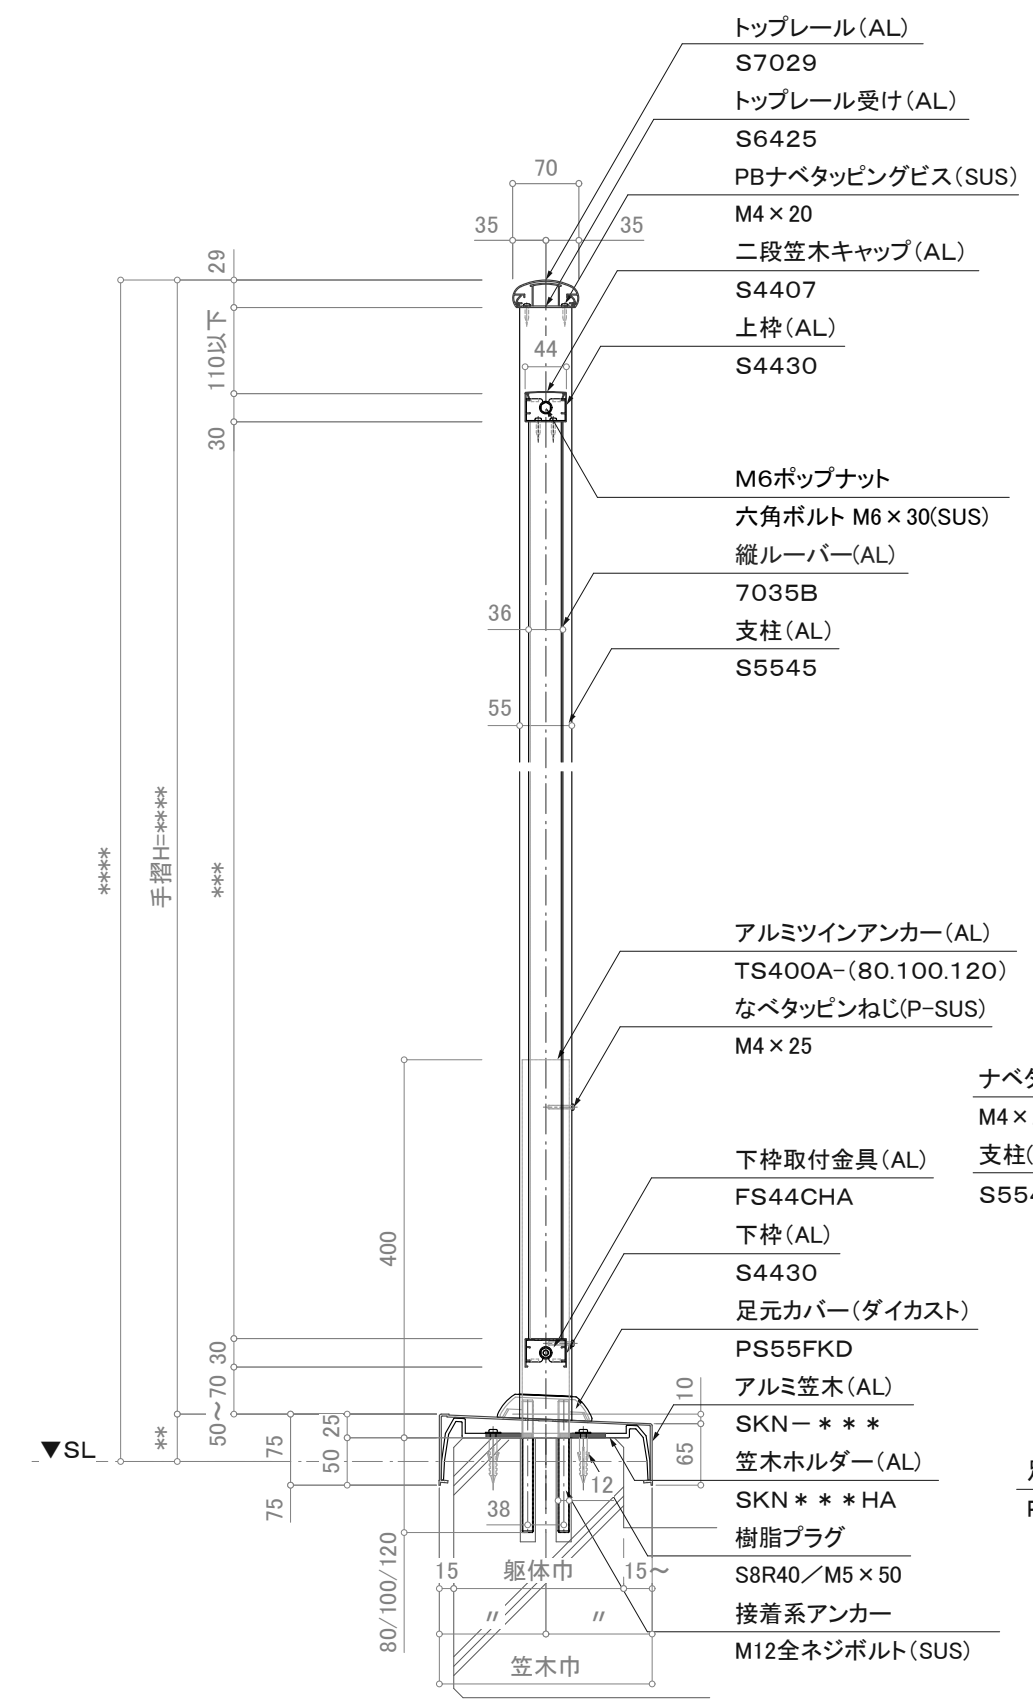 トップレール(AL)
S7029
トップレール受け(AL)
S6425
PBナベタッピングビス(SUS)
M4×20
二段笠木キャップ(AL)
S4407
上枠(AL)
S4430
M6ポップナット
六角ボルト M6×30(SUS)
縦ルーバー(AL)
7035B
支柱(AL)
S5545
アルミツインアンカー(AL)
TS400A-(80.100.120)
なベタッピンねじ(P-SUS)
M4×25
下枠取付金具(AL)
FS44CHA
下枠(AL)
S4430
足元カバー(ダイカスト)
PS55FKD
アルミ笠木(AL)
SKN-***
笠木ホルダー(AL)
SKN***HA
樹脂プラグ
S8R40/M5×50
接着系アンカー
M12全ネジボルト(SUS)
ナベタ
M4×
支柱(
S554
P
70
35
35
44
36
55
29
110以下
30
****
手摺H=****
***
400
30
50~70
**
75
75
25
50
10
65
12
38
▼SL
80/100/120
15
躯体巾
15~
〃
〃
笠木巾